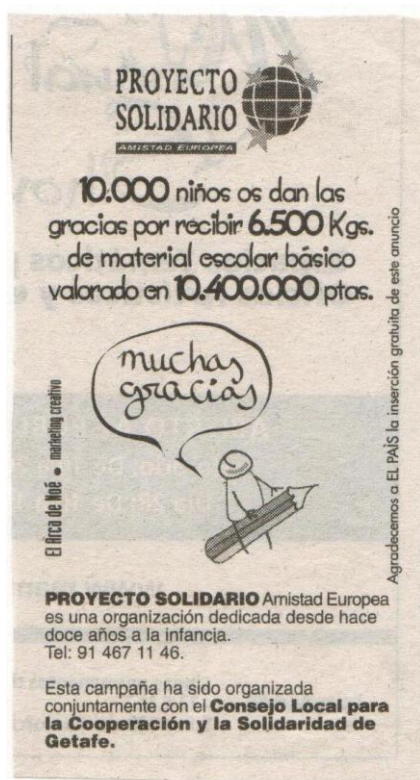 PROYECTO
SOLIDARIO
AMISTAD EUROPEA
10.000 niños os dan las
gracias por recibir 6.500 Kgs.
de material escolar básico
valorado en 10.400.000 ptas.
muchas
gracias
El Arca de Noé • marketing creativo
Agradecemos a EL PAÍS la inserción gratuita de este anuncio
PROYECTO SOLIDARIO Amistad Europea
es una organización dedicada desde hace
doce años a la infancia.
Tel: 91 467 11 46.
Esta campaña ha sido organizada
conjuntamente con el Consejo Local para
la Cooperación y la Solidaridad de
Getafe.